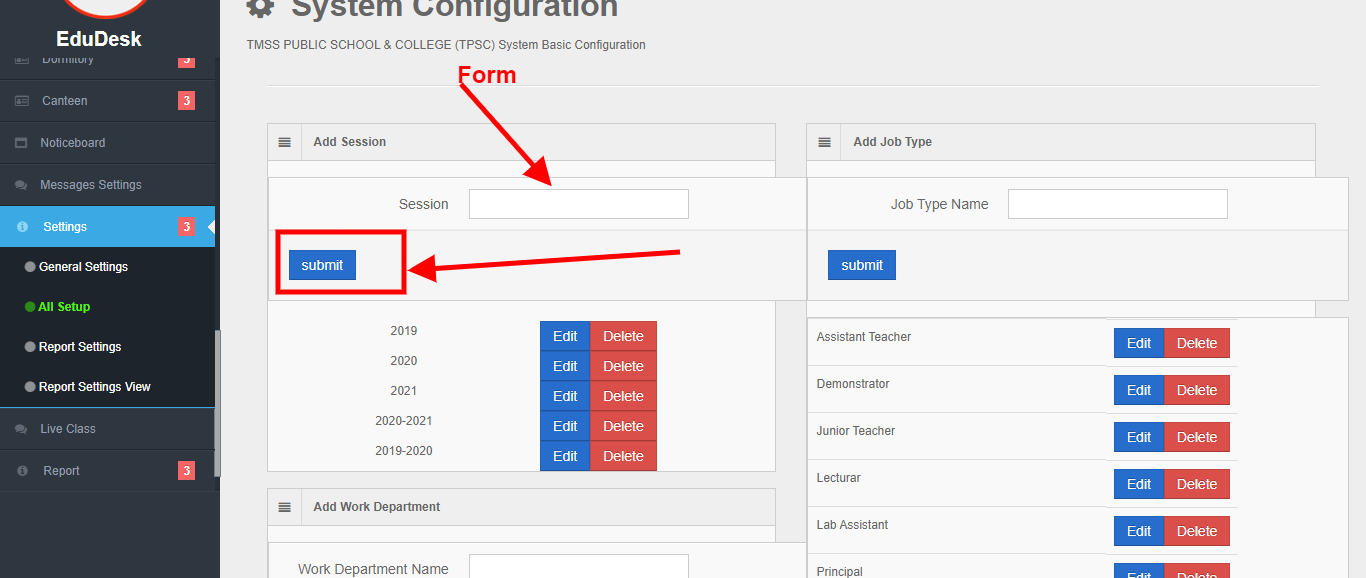 System Configuration
EduDesk
TMSS PUBLIC SCHOOL & COLLEGE (TPSC) System Basic Configuration
Dormitory 3
Canteen 3
Noticeboard
Messages Settings
Settings 3
General Settings
All Setup
Report Settings
Report Settings View
Live Class
Report 3
Form
Add Session
Session
submit
2019 Edit Delete
2020 Edit Delete
2021 Edit Delete
2020-2021 Edit Delete
2019-2020 Edit Delete
Add Work Department
Work Department Name
Add Job Type
Job Type Name
submit
Assistant Teacher Edit Delete
Demonstrator Edit Delete
Junior Teacher Edit Delete
Lecturar Edit Delete
Lab Assistant Edit Delete
Principal Edit Delete